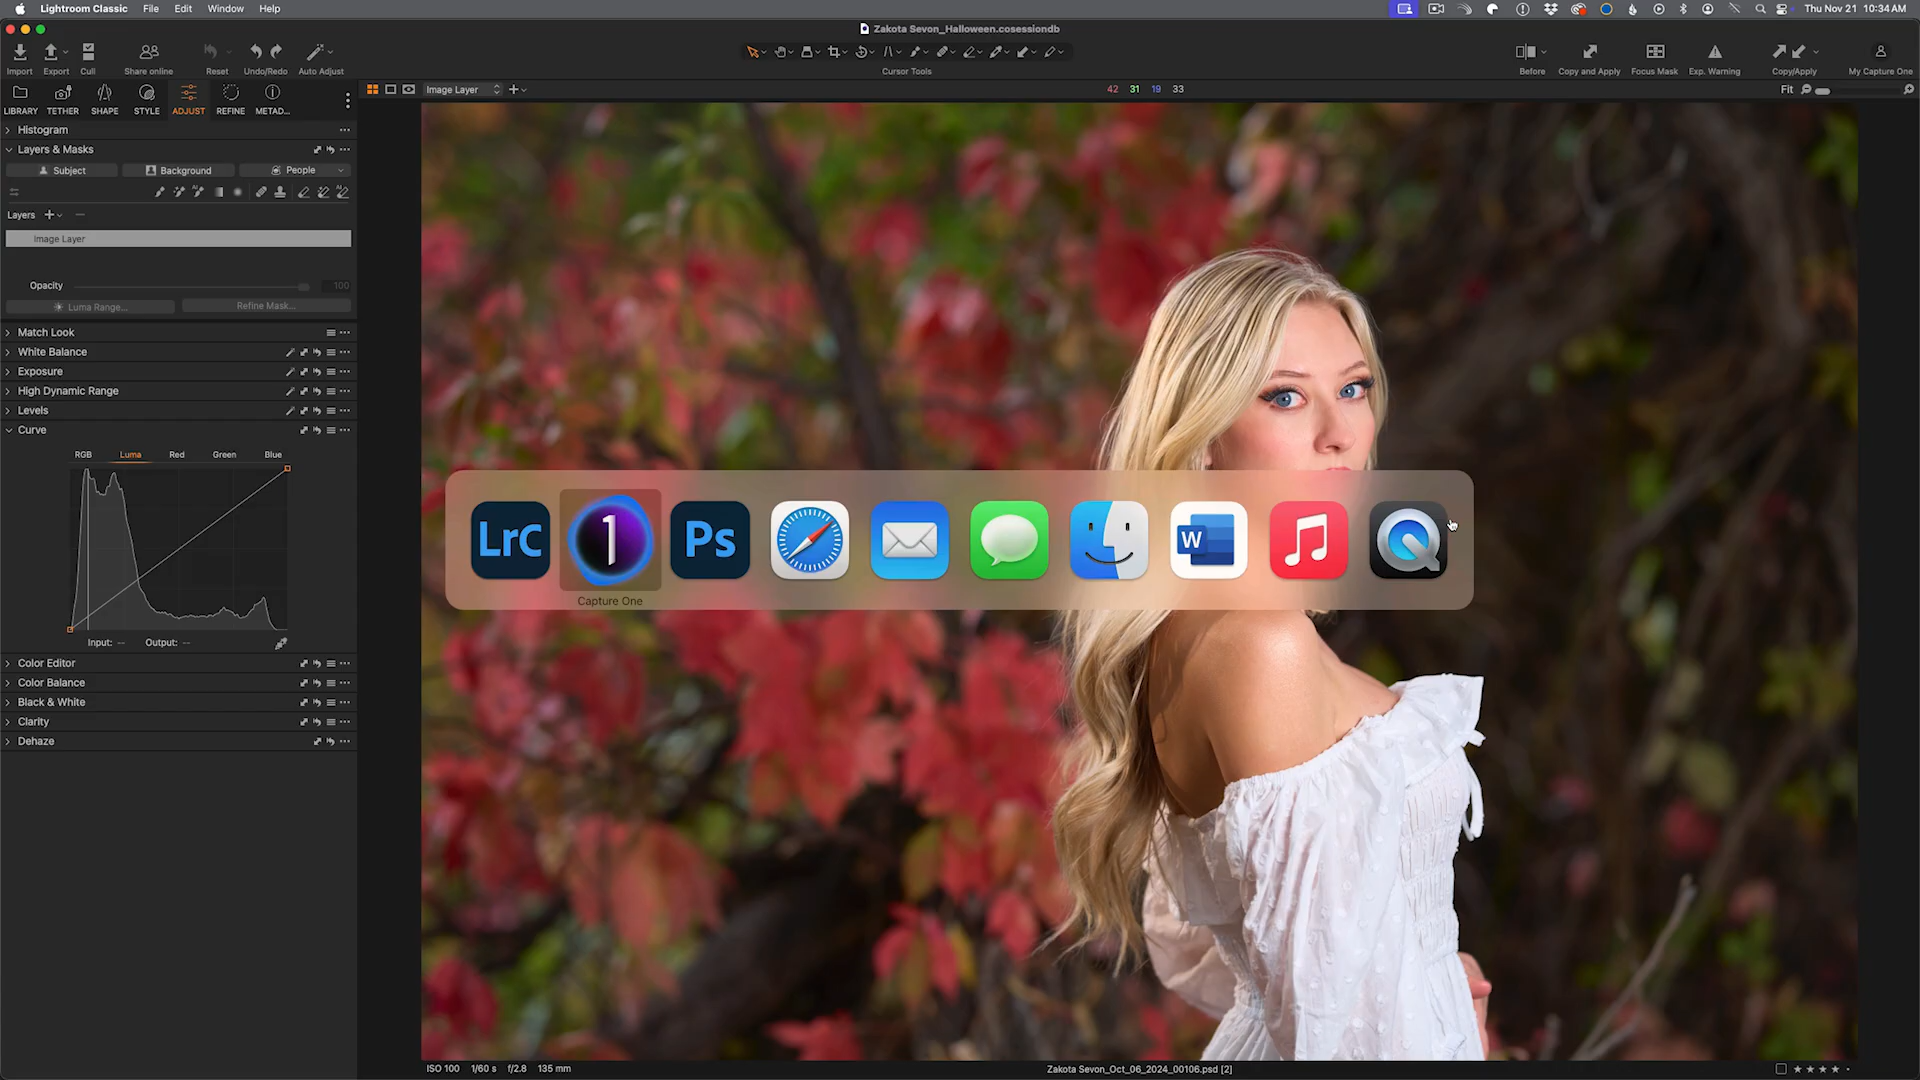 Lightroom Classic File Edit Window Help
Thu Nov 21 10:34 AM
Zakota Sevon_Halloween.cosessiondb
Import Export Cull Share online Reset Undo/Redo Auto Adjust
Cursor Tools
Before Copy and Apply Focus Mask Exp. Warning Copy/Apply My Capture One
LIBRARY TETHER SHAPE STYLE ADJUST REFINE METAD...
Image Layer
42 31 19 33
Fit
Histogram
Layers & Masks
Subject Background People
Layers
Image Layer
Opacity 100
Luma Range... Refine Mask...
Match Look
White Balance
Exposure
High Dynamic Range
Levels
Curve
RGB Luma Red Green Blue
Input: -- Output: --
Color Editor
Color Balance
Black & White
Clarity
Dehaze
LrC 1 Ps W
Capture One
ISO 100 1/60 s f/2.8 135 mm
Zakota Sevon_Oct_06_2024_00106.psd [2]